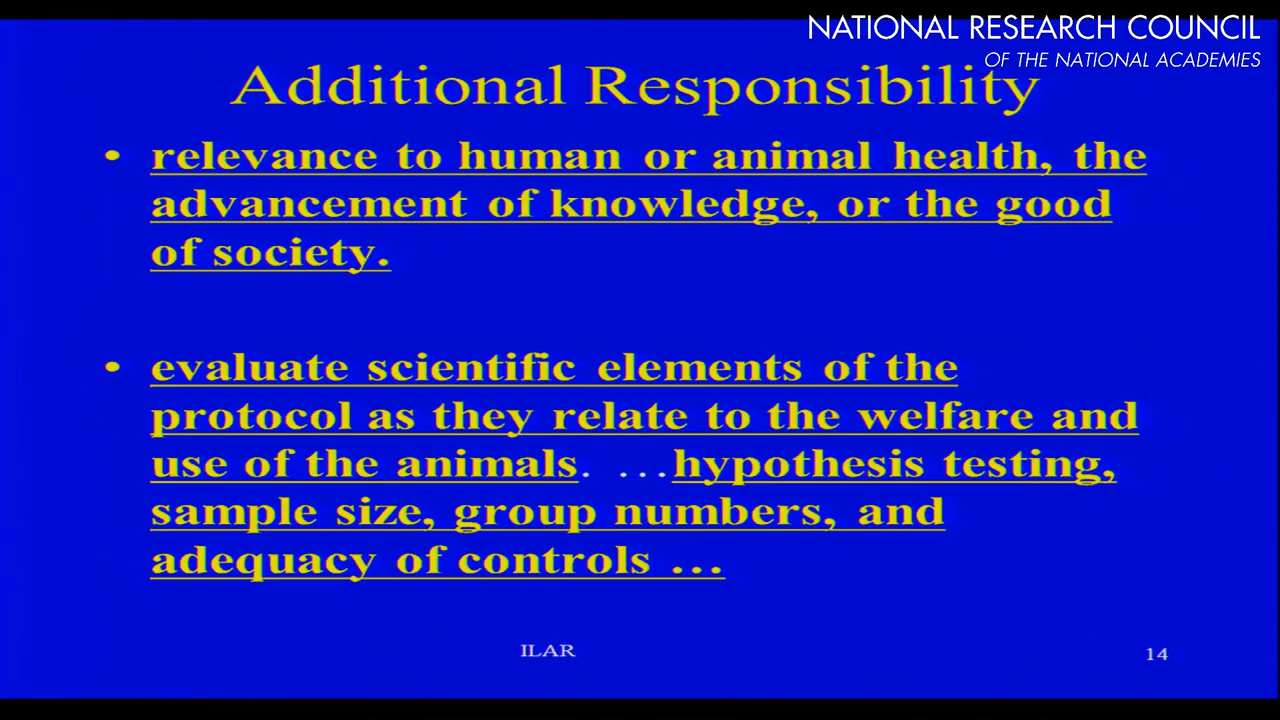 NATIONAL RESEARCH COUNCIL
OF THE NATIONAL ACADEMIES
Additional Responsibility
• relevance to human or animal health, the
advancement of knowledge, or the good
of society.
• evaluate scientific elements of the
protocol as they relate to the welfare and
use of the animals. …hypothesis testing,
sample size, group numbers, and
adequacy of controls …
ILAR
14